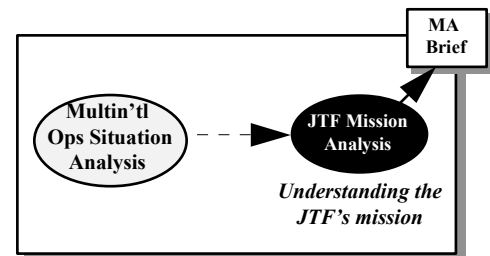 MA
Brief
Multin'tl
Ops Situation
Analysis
JTF Mission
Analysis
Understanding the
JTF's mission